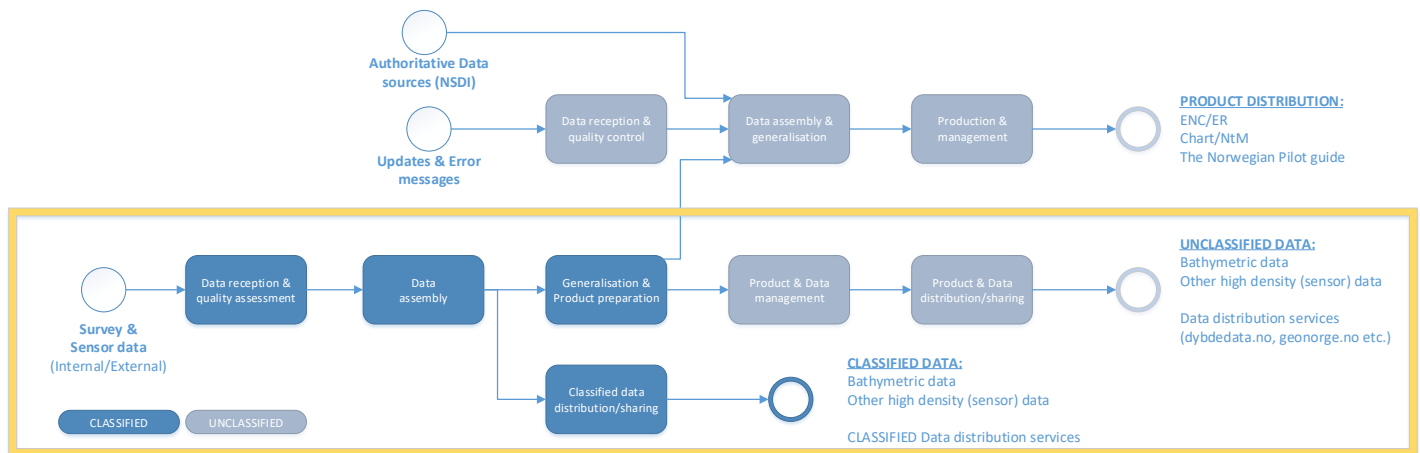 Authoritative Data
sources (NSDI)
Updates & Error
messages
Data reception &
quality control
Data assembly &
generalisation
Production &
management
PRODUCT DISTRIBUTION:
ENC/ER
Chart/NtM
The Norwegian Pilot guide
Survey &
Sensor data
(Internal/External)
Data reception &
quality assessment
Data
assembly
Generalisation &
Product preparation
Product & Data
management
Product & Data
distribution/sharing
UNCLASSIFIED DATA:
Bathymetric data
Other high density (sensor) data
Data distribution services
(dybdedata.no, geonorge.no etc.)
Classified data
distribution/sharing
CLASSIFIED DATA:
Bathymetric data
Other high density (sensor) data
CLASSIFIED Data distribution services
CLASSIFIED
UNCLASSIFIED